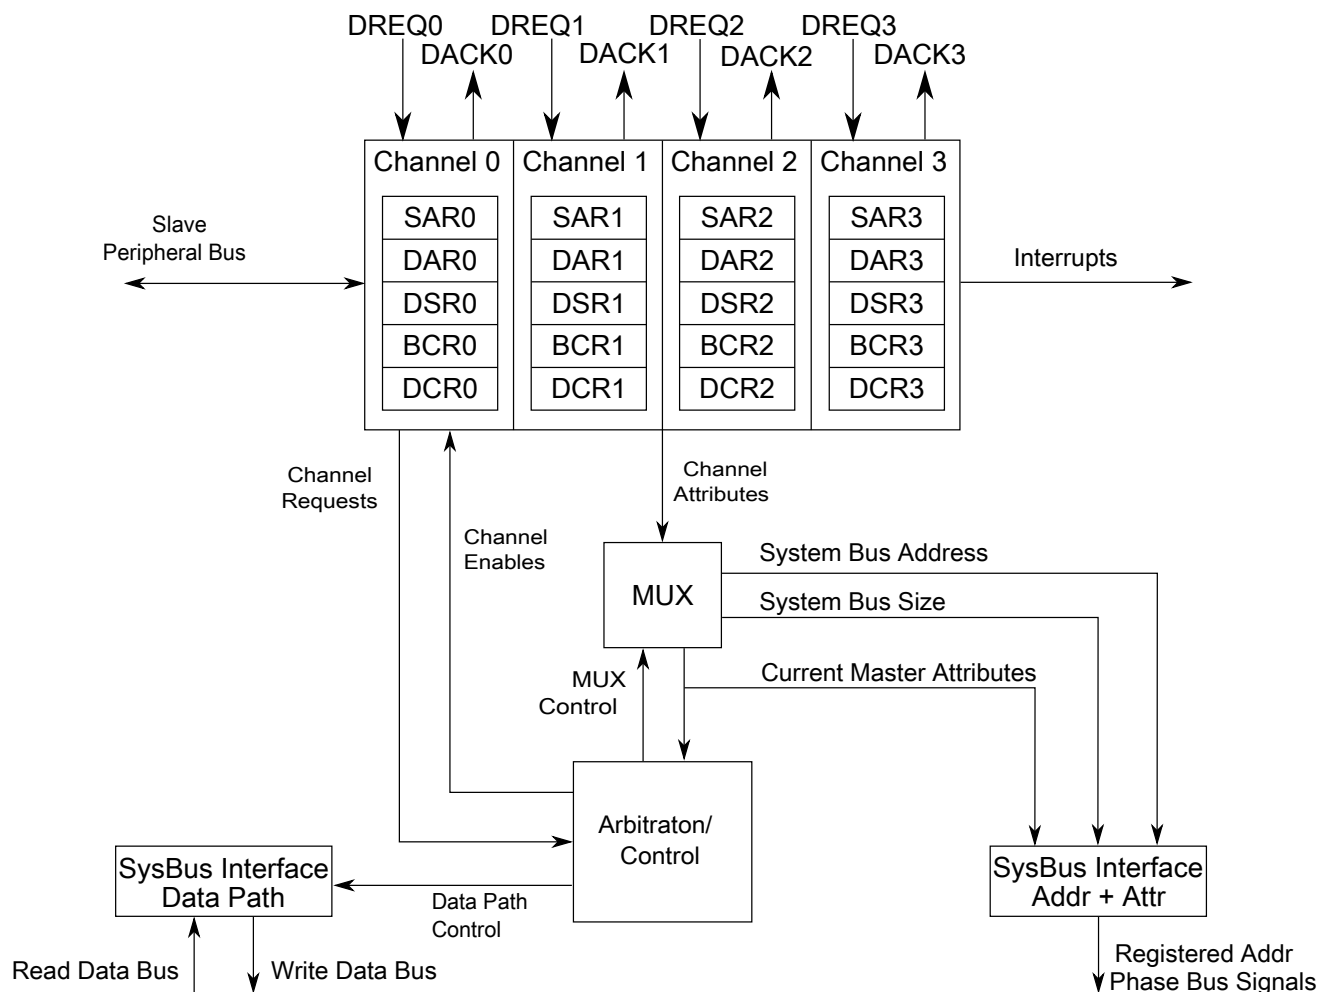 DREQ0 DREQ1 DREQ2 DREQ3
DACK0 DACK1 DACK2 DACK3
Channel 0 Channel 1 Channel 2 Channel 3
SAR0 SAR1 SAR2 SAR3
DAR0 DAR1 DAR2 DAR3
DSR0 DSR1 DSR2 DSR3
BCR0 BCR1 BCR2 BCR3
DCR0 DCR1 DCR2 DCR3
Slave
Peripheral Bus
Interrupts
Channel
Requests
Channel
Enables
Channel
Attributes
MUX
System Bus Address
System Bus Size
Current Master Attributes
MUX
Control
Arbitraton/
Control
SysBus Interface
Data Path
Data Path
Control
SysBus Interface
Addr + Attr
Read Data Bus
Write Data Bus
Registered Addr
Phase Bus Signals